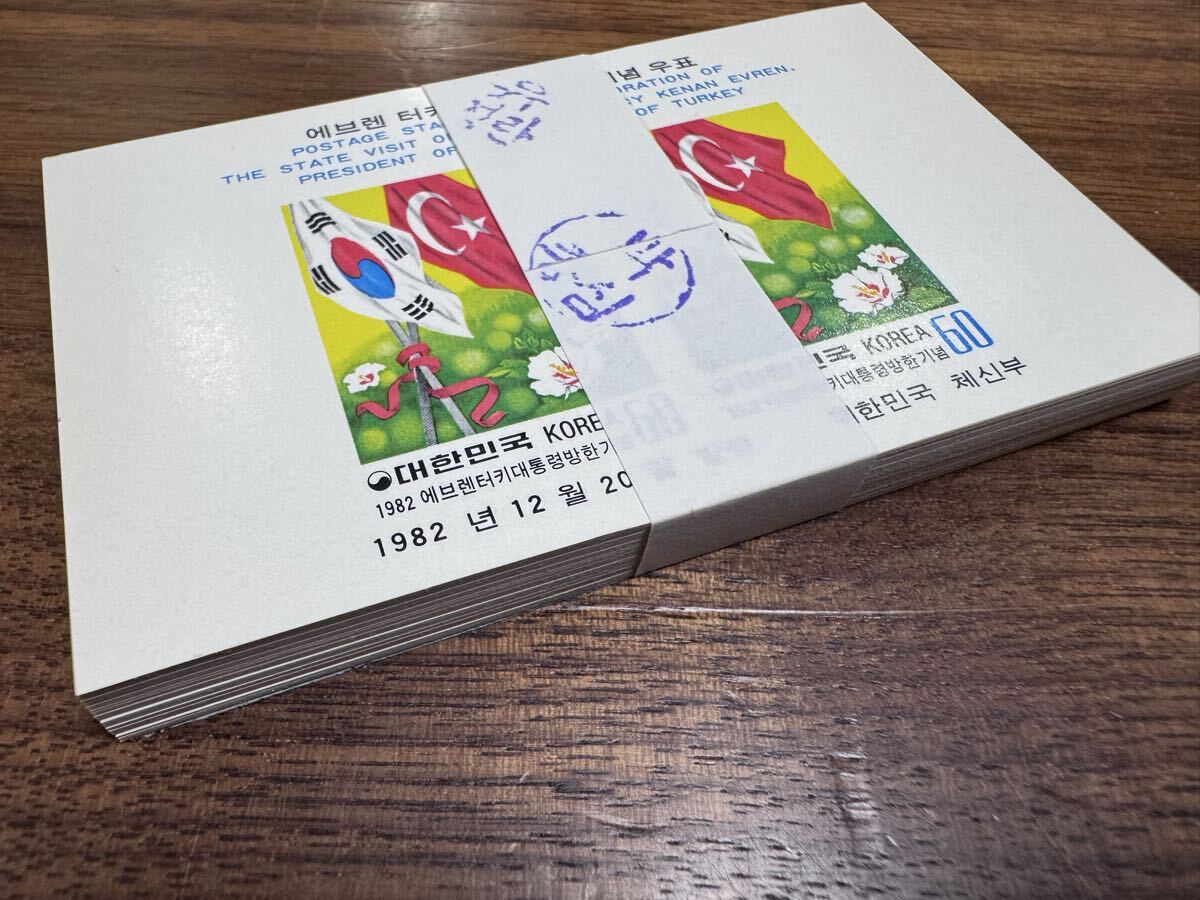 에브렌 터키 기념 우표
POSTAGE STA ORATION OF
THE STATE VISIT O Y KENAN EVREN,
PRESIDENT OF OF TURKEY
대한민국 KORE 국 KOREA 60
1982 에브렌터키대통령방한기 키대통령방한기념
1982 년 12 월 20 대한민국 체신부